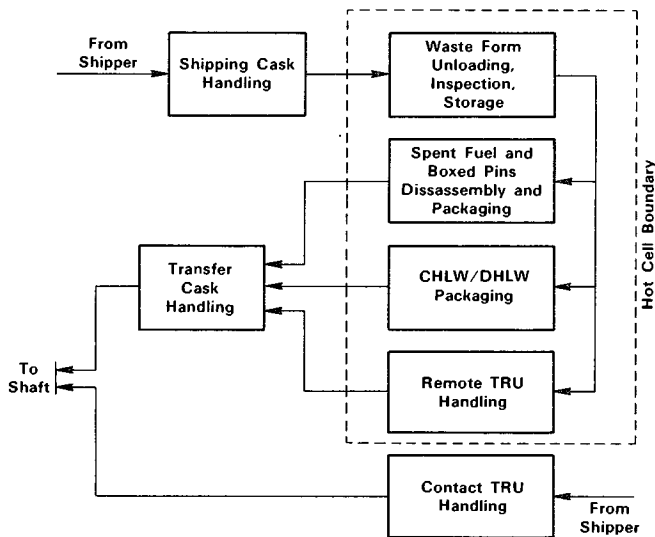 From
Shipper
Shipping Cask
Handling
Waste Form
Unloading,
Inspection,
Storage
Spent Fuel and
Boxed Pins
Dissassembly and
Packaging
Transfer
Cask
Handling
CHLW/DHLW
Packaging
Hot Cell Boundary
To
Shaft
Remote TRU
Handling
Contact TRU
Handling
From
Shipper